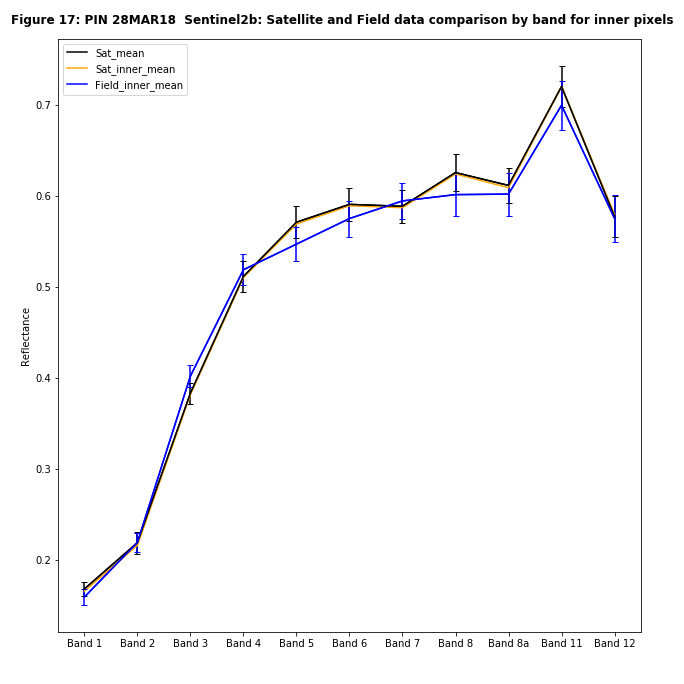 Figure 17: PIN 28MAR18  Sentinel2b: Satellite and Field data comparison by band for inner pixels
Sat_mean
Sat_inner_mean
Field_inner_mean
0.7
0.6
0.5
0.4
0.3
0.2
Reflectance
Band 1 Band 2 Band 3 Band 4 Band 5 Band 6 Band 7 Band 8 Band 8a Band 11 Band 12